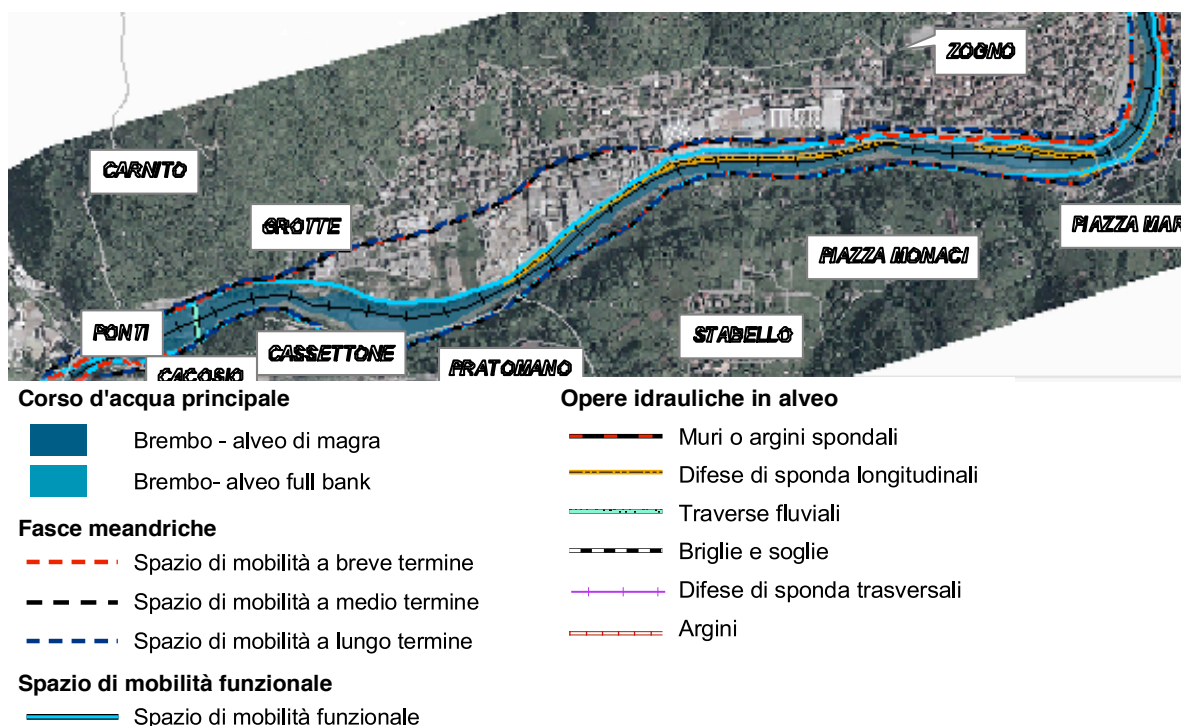 ZOGNO
CARNITO
GROTTE
PIAZZA MAR
PIAZZA MONACI
PONTI
CASSETTONE
STABELLO
PRATOMANO
CACOSIO
Corso d'acqua principale
Brembo - alveo di magra
Brembo- alveo full bank
Fasce meandriche
Spazio di mobilità a breve termine
Spazio di mobilità a medio termine
Spazio di mobilità a lungo termine
Spazio di mobilità funzionale
Spazio di mobilità funzionale
Opere idrauliche in alveo
Muri o argini spondali
Difese di sponda longitudinali
Traverse fluviali
Briglie e soglie
Difese di sponda trasversali
Argini